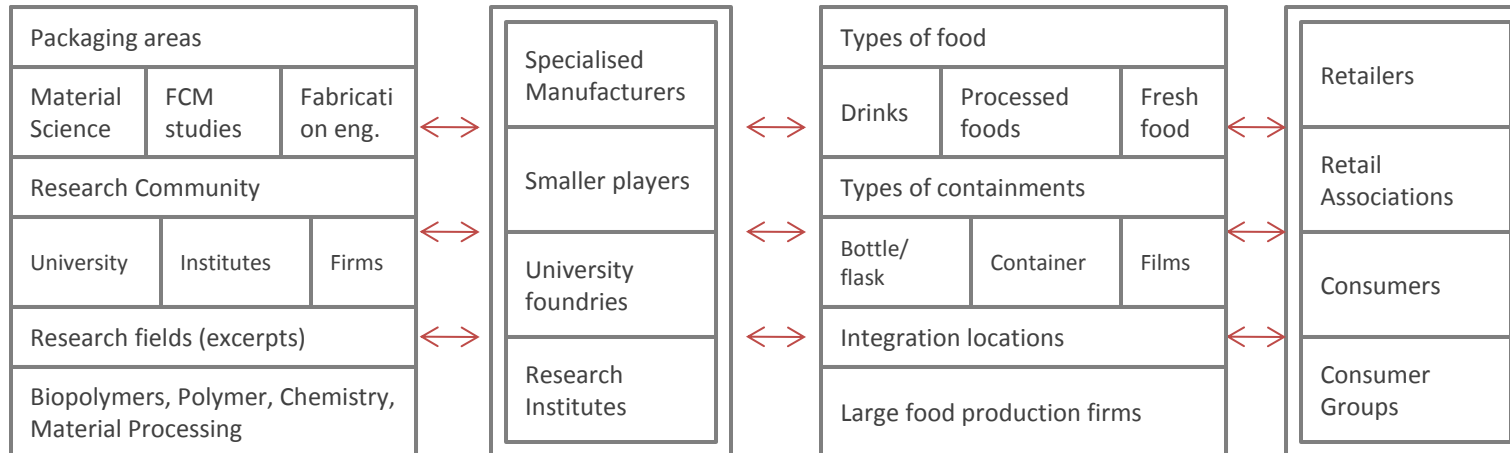 Packaging areas
Material
Science
FCM
studies
Fabricati
on eng.
Research Community
University
Institutes
Firms
Research fields (excerpts)
Biopolymers, Polymer, Chemistry,
Material Processing
Specialised
Manufacturers
Smaller players
University
foundries
Research
Institutes
Types of food
Drinks
Processed
foods
Fresh
food
Types of containments
Bottle/
flask
Container
Films
Integration locations
Large food production firms
Retailers
Retail
Associations
Consumers
Consumer
Groups